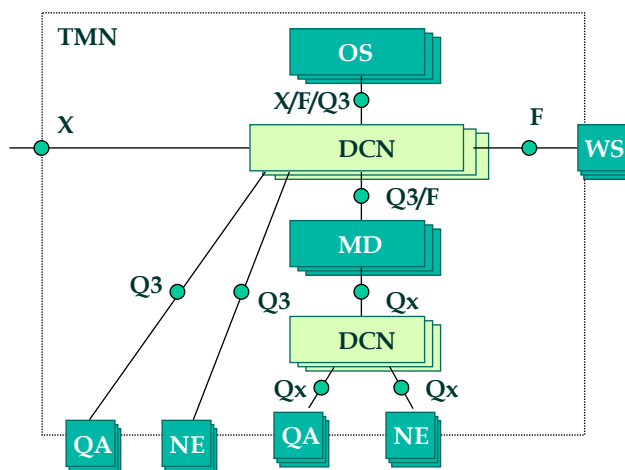 TMN
OS
X/F/Q3
X
F
DCN
WS
Q3/F
MD
Q3
Q3
Qx
DCN
Qx
Qx
QA
NE
QA
NE